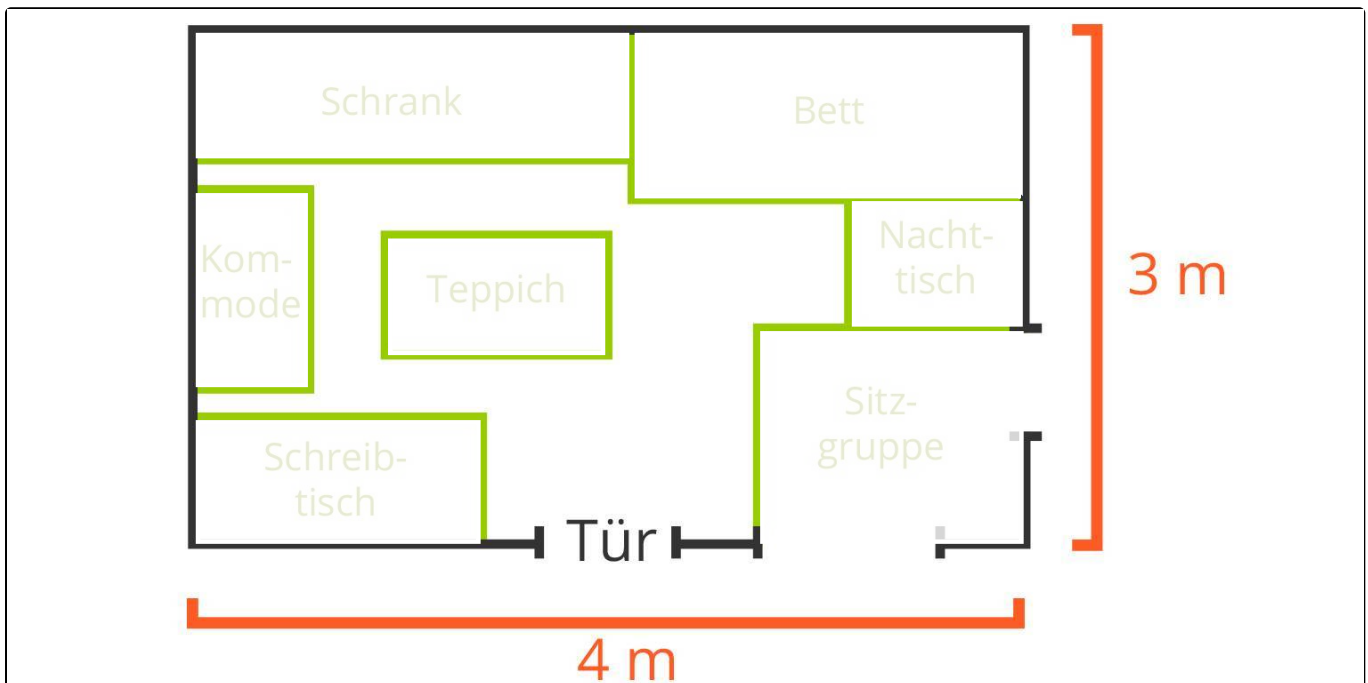 Schrank
Bett
Kom-
mode
Teppich
Nacht-
tisch
3 m
Sitz-
gruppe
Schreib-
tisch
Tür
4 m